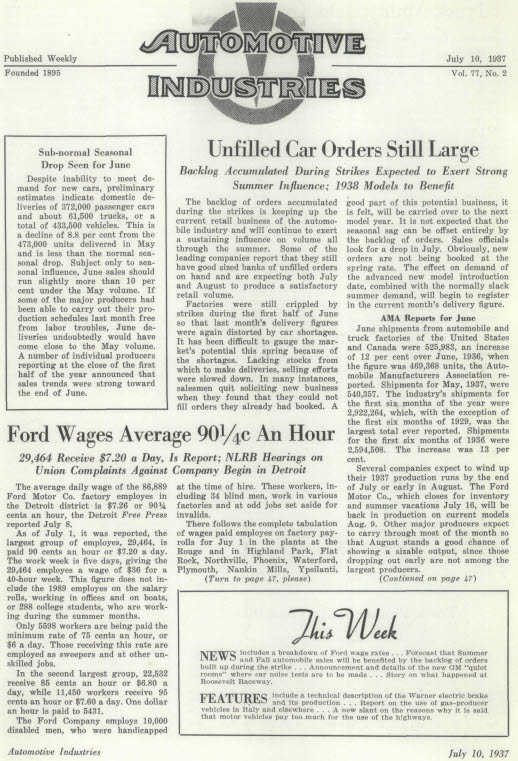 AUTOMOTIVE
INDUSTRIES
Published Weekly
Founded 1895
July 10, 1937
Vol. 77, No. 2
Sub-normal Seasonal
Drop Seen for June
Despite inability to meet de-
mand for new cars, preliminary
estimates indicate domestic de-
liveries of 372,000 passenger cars
and about 61,500 trucks, or a
total of 433,500 vehicles. This is
a decline of 8.8 per cent from the
473,000 units delivered in May
and is less than the normal sea-
sonal drop. Subject only to sea-
sonal influence, June sales should
run slightly more than 10 per
cent under the May volume. If
some of the major producers had
been able to carry out their pro-
duction schedules last month free
from labor troubles, June de-
liveries undoubtedly would have
come close to the May volume.
A number of individual producers
reporting at the close of the first
half of the year announced that
sales trends were strong toward
the end of June.
Unfilled Car Orders Still Large
Backlog Accumulated During Strikes Expected to Exert Strong
Summer Influence; 1938 Models to Benefit
The backlog of orders accumulated
during the strikes is keeping up the
current retail business of the automo-
bile industry and will continue to exert
a sustaining influence on volume all
through the summer. Some of the
leading companies report that they still
have good sized banks of unfilled orders
on hand and are expecting both July
and August to produce a satisfactory
retail volume.
Factories were still crippled by
strikes during the first half of June
so that last month's delivery figures
were again distorted by car shortages.
It has been difficult to gauge the mar-
ket's potential this spring because of
the shortages. Lacking stocks from
which to make deliveries, selling efforts
were slowed down. In many instances,
salesmen quit soliciting new business
when they found that they could not
fill orders they already had booked. A
good part of this potential business, it
is felt, will be carried over to the next
model year. It is not expected that the
seasonal sag can be offset entirely by
the backlog of orders. Sales officials
look for a drop in July. Obviously, new
orders are not being booked at the
spring rate. The effect on demand of
the advanced new model introduction
date, combined with the normally slack
summer demand, will begin to register
in the current month's delivery figure.
AMA Reports for June
June shipments from automobile and
truck factories of the United States
and Canada were 525,983, an increase
of 12 per cent over June, 1936, when
the figure was 469,368 units, the Auto-
mobile Manufacturers Association re-
ported. Shipments for May, 1937, were
540,357. The industry's shipments for
the first six months of the year were
2,922,264, which, with the exception of
the first six months of 1929, was the
largest total ever reported. Shipments
for the first six months of 1936 were
2,594,508. The increase was 13 per
cent.
Several companies expect to wind up
their 1937 production runs by the end
of July or early in August. The Ford
Motor Co., which closes for inventory
and summer vacations July 16, will be
back in production on current models
Aug. 9. Other major producers expect
to carry through most of the month so
that August stands a good chance of
showing a sizable output, since those
dropping out early are not among the
largest producers.
(Continued on page 47)
Ford Wages Average 90¼c An Hour
29,464 Receive $7.20 a Day, Is Report; NLRB Hearings on
Union Complaints Against Company Begin in Detroit
The average daily wage of the 86,889
Ford Motor Co. factory employes in
the Detroit district is $7.26 or 90¼
cents an hour, the Detroit Free Press
reported July 8.
As of July 1, it was reported, the
largest group of employes, 29,464, is
paid 90 cents an hour or $7.20 a day.
The work week is five days, giving the
29,464 employes a wage of $36 for a
40-hour week. This figure does not in-
clude the 1989 employes on the salary
rolls, working in offices and on boats,
or 288 college students, who are work-
ing during the summer months.
Only 5598 workers are being paid the
minimum rate of 75 cents an hour, or
$6 a day. Those receiving this rate are
employed as sweepers and at other un-
skilled jobs.
In the second largest group, 22,532
receive 85 cents an hour or $6.80 a
day, while 11,450 workers receive 95
cents an hour or $7.60 a day. One dollar
an hour is paid to 5431.
The Ford Company employs 10,000
disabled men, who were handicapped
at the time of hire. These workers, in-
cluding 34 blind men, work in various
factories and at odd jobs set aside for
invalids.
There follows the complete tabulation
of wages paid employes on factory pay-
rolls for Juy 1 in the plants at the
Rouge and in Highland Park, Flat
Rock, Northville, Phoenix, Waterford,
Plymouth, Nankin Mills, Ypsilanti,
(Turn to page 47, please)
This Week
NEWS includes a breakdown of Ford wage rates . . . Forecast that Summer
and Fall automobile sales will be benefited by the backlog of orders
built up during the strike . . . Announcement and details of the new GM "quiet
rooms" where car noise tests are to be made . . . Story on what happened at
Roosevelt Raceway.
FEATURES include a technical description of the Warner electric brake
and its production . . . Report on the use of gas-producer
vehicles in Italy and elsewhere . . . A new slant on the reasons why it is said
that motor vehicles pay too much for the use of the highways.
Automotive Industries
July 10, 1937